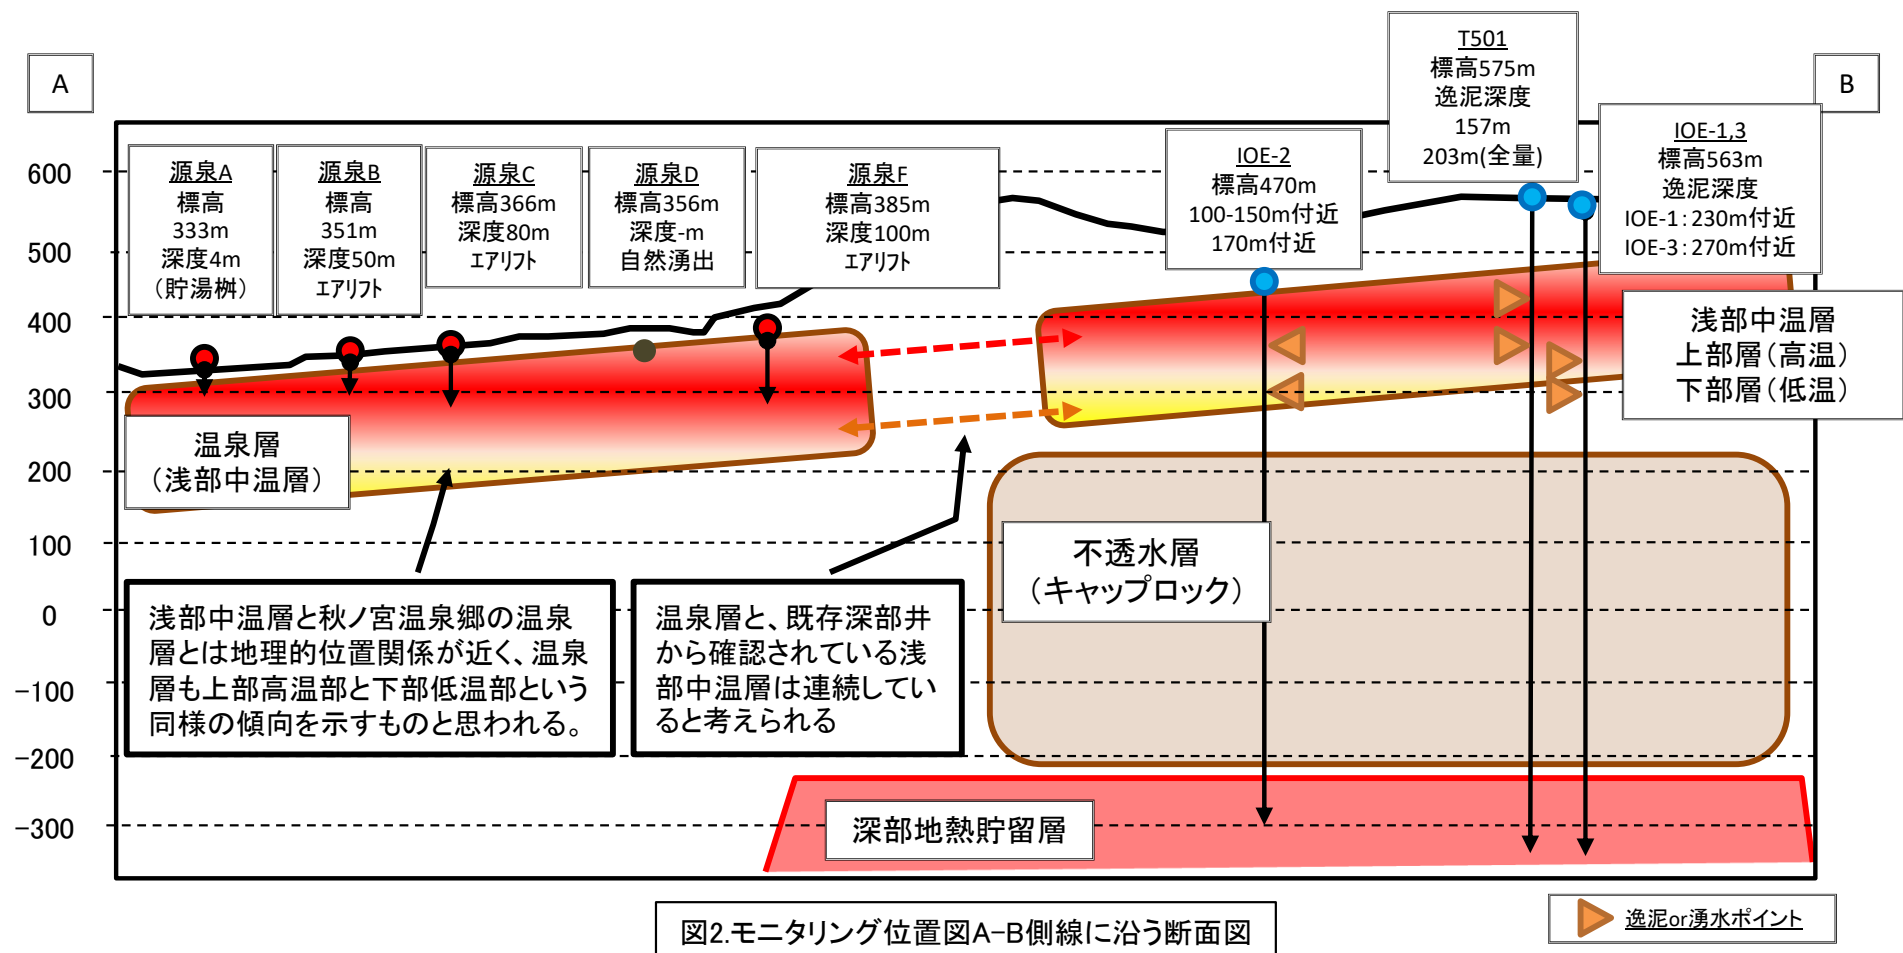 A
B
T501
標高575m
逸泥深度
157m
203m(全量)
IOE-1,3
標高563m
逸泥深度
IOE-1：230m付近
IOE-3：270m付近
IOE-2
標高470m
100-150m付近
170m付近
源泉A
標高
333m
深度4m
（貯湯桝）
源泉B
標高
351m
深度50m
エアリフト
源泉C
標高366m
深度80m
エアリフト
源泉D
標高356m
深度-m
自然湧出
源泉F
標高385m
深度100m
エアリフト
600
500
400
300
200
100
0
-100
-200
-300
浅部中温層
上部層（高温）
下部層（低温）
温泉層
（浅部中温層）
不透水層
（キャップロック）
浅部中温層と秋ノ宮温泉郷の温泉
層とは地理的位置関係が近く、温泉
層も上部高温部と下部低温部という
同様の傾向を示すものと思われる。
温泉層と、既存深部井
から確認されている浅
部中温層は連続してい
ると考えられる
深部地熱貯留層
逸泥or湧水ポイント
図2.モニタリング位置図A-B側線に沿う断面図